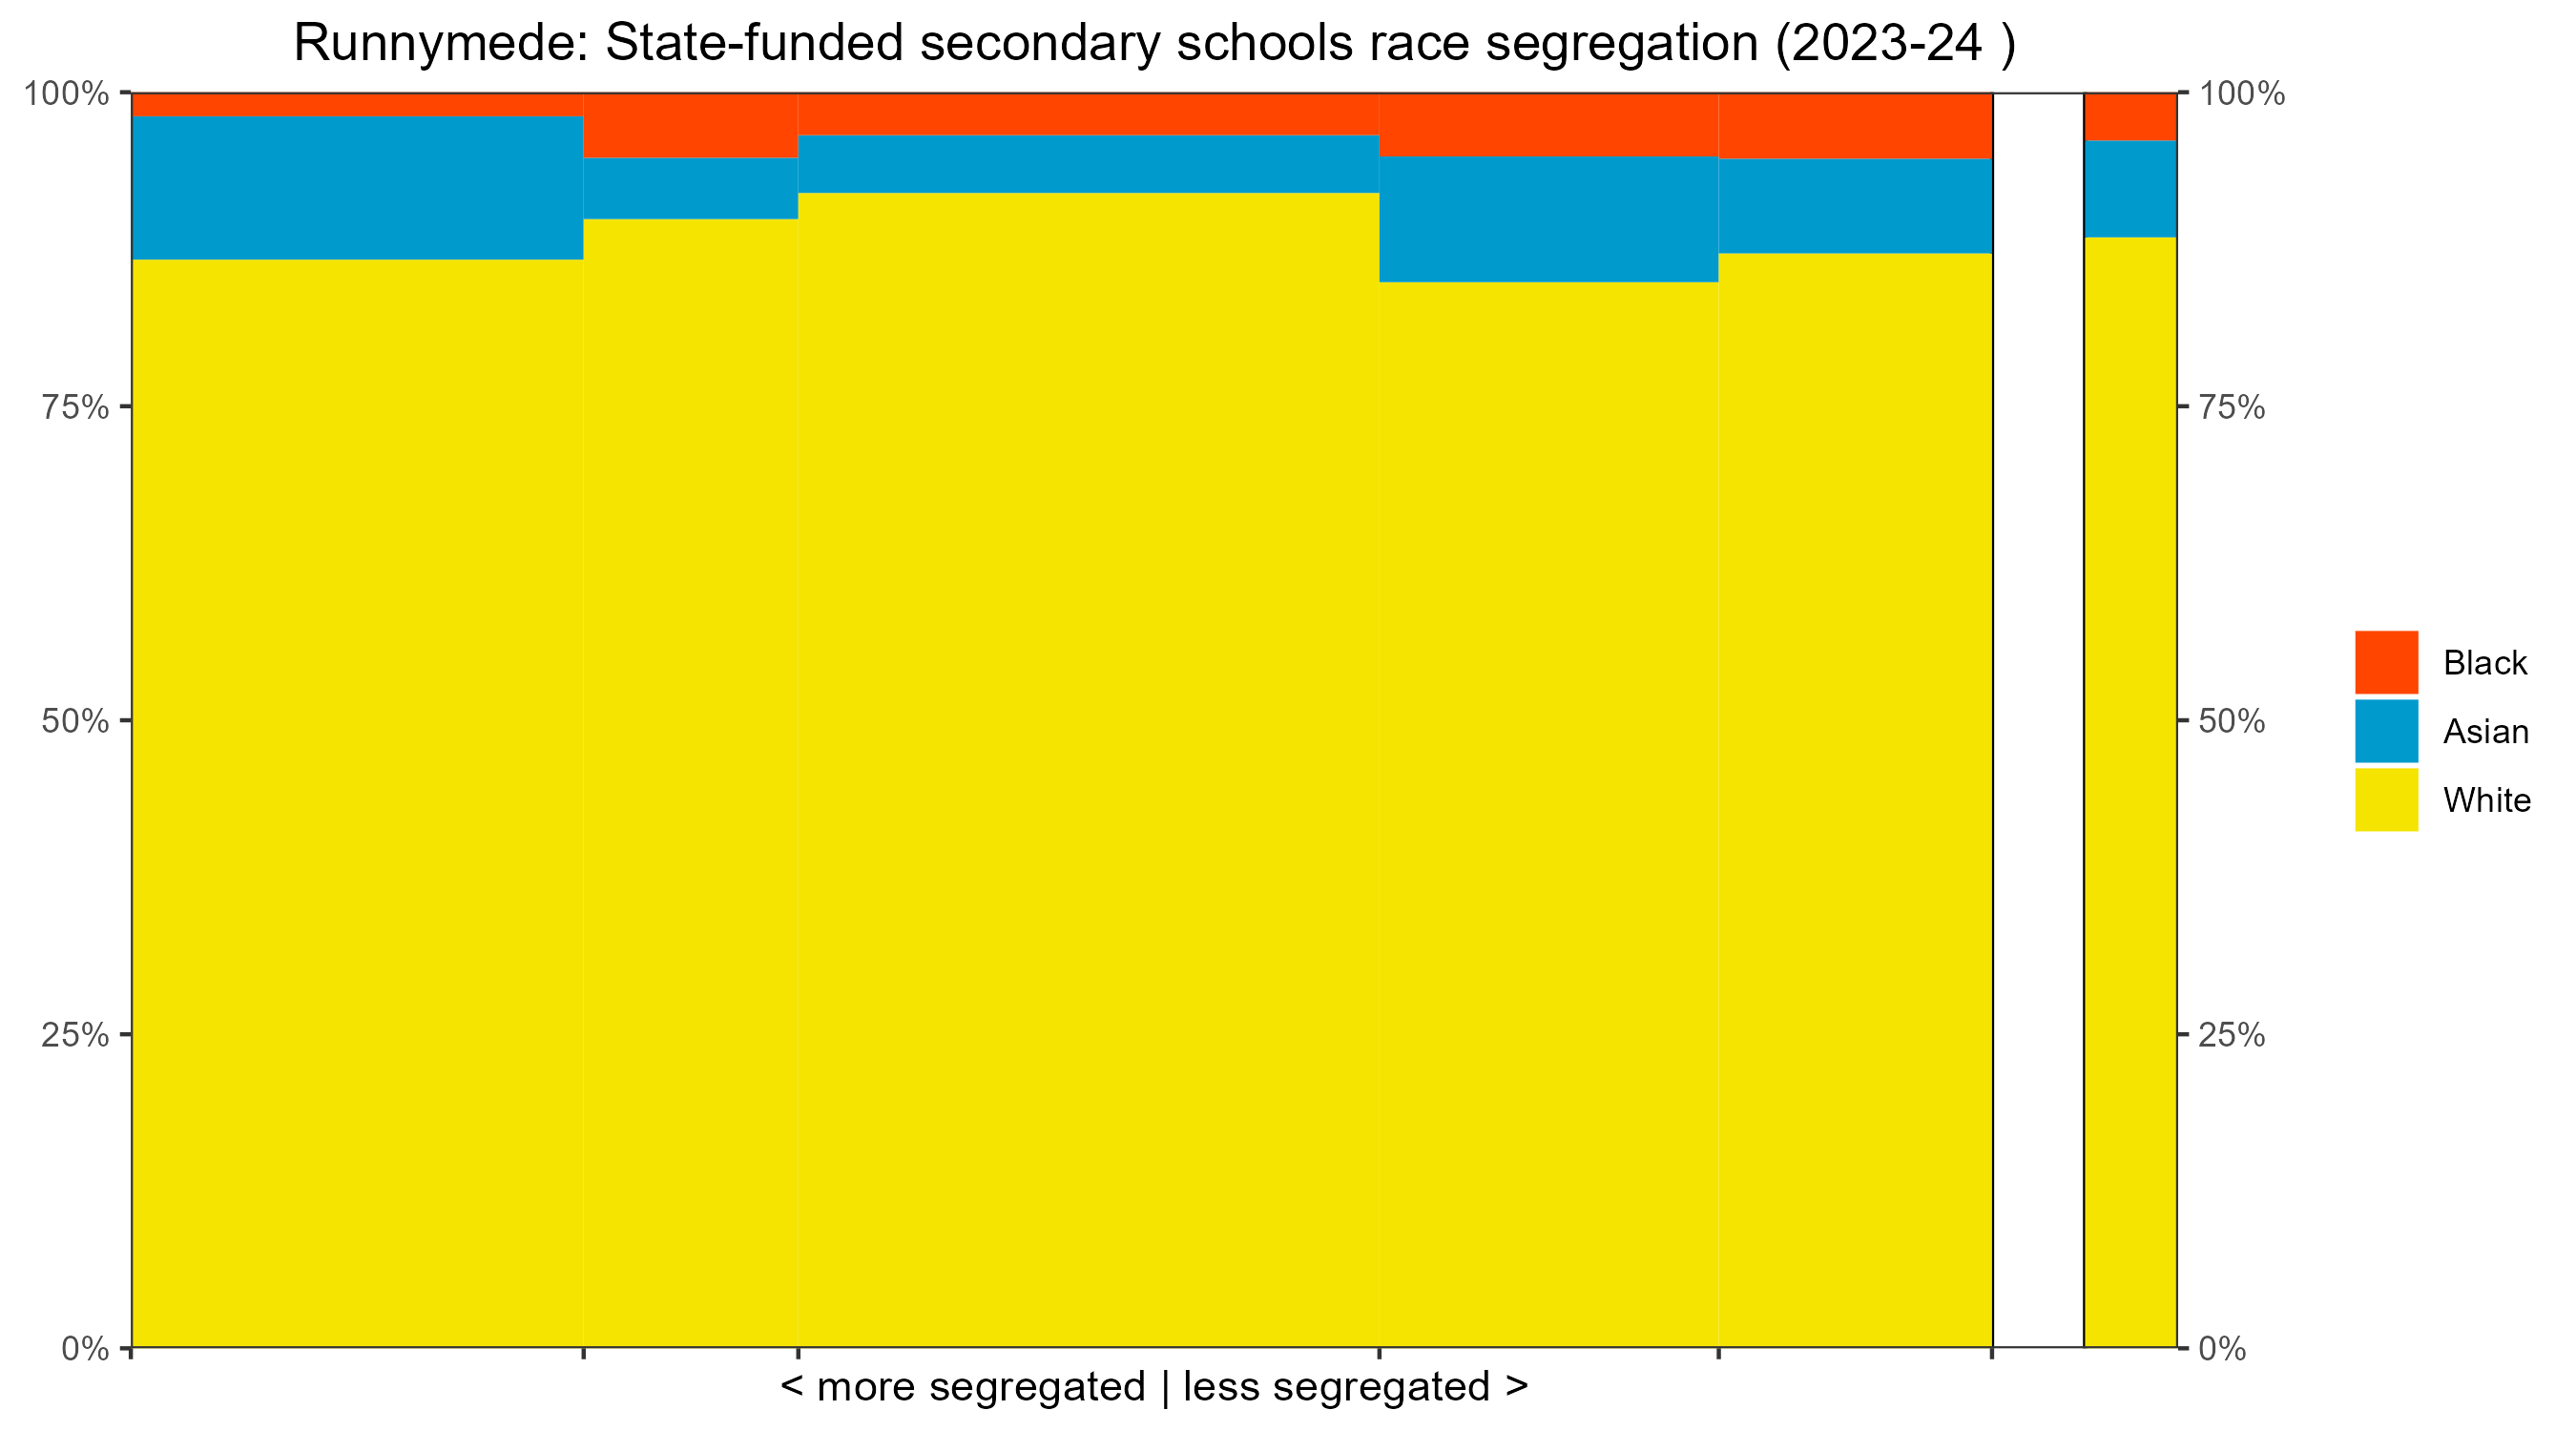 Runnymede: State-funded secondary schools race segregation (2023-24 )
100%
75%
50%
25%
0%
100%
75%
50%
25%
0%
Black
Asian
White
< more segregated | less segregated >